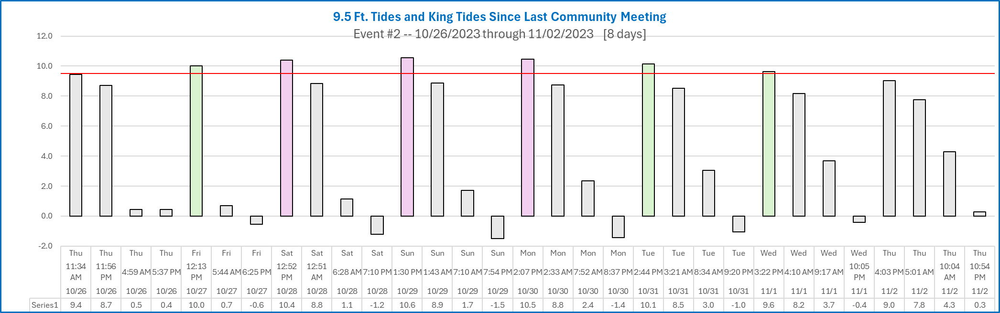 9.5 Ft. Tides and King Tides Since Last Community Meeting
Event #2 -- 10/26/2023 through 11/02/2023 [8 days]
12.0
10.0
8.0
6.0
4.0
2.0
0.0
-2.0
Thu Thu Thu Thu Fri Fri Fri Sat Sat Sat Sat Sun Sun Sun Sun Mon Mon Mon Mon Tue Tue Tue Tue Wed Wed Wed Wed Thu Thu Thu Thu
11:34 AM 11:56 PM 4:59 AM 5:37 PM 12:13 PM 5:44 AM 6:25 PM 12:52 PM 12:51 AM 6:28 AM 7:10 PM 1:30 PM 1:43 AM 7:10 AM 7:54 PM 2:07 PM 2:33 AM 7:52 AM 8:37 PM 2:44 PM 3:21 AM 8:34 AM 9:20 PM 3:22 PM 4:10 AM 9:17 AM 10:05 PM 4:03 PM 5:01 AM 10:04 AM 10:54 PM
10/26 10/26 10/26 10/26 10/27 10/27 10/27 10/28 10/28 10/28 10/28 10/29 10/29 10/29 10/29 10/30 10/30 10/30 10/30 10/31 10/31 10/31 10/31 11/1 11/1 11/1 11/1 11/2 11/2 11/2 11/2
Series1 9.4 8.7 0.5 0.4 10.0 0.7 -0.6 10.4 8.8 1.1 -1.2 10.6 8.9 1.7 -1.5 10.5 8.8 2.4 -1.4 10.1 8.5 3.0 -1.0 9.6 8.2 3.7 -0.4 9.0 7.8 4.3 0.3